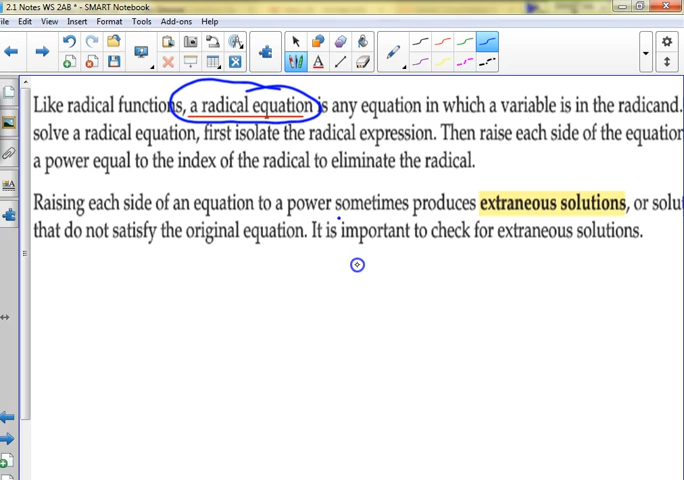 2.1 Notes WS 2AB * - SMART Notebook
File Edit View Insert Format Tools Add-ons Help
Like radical functions, a radical equation is any equation in which a variable is in the radicand.
solve a radical equation, first isolate the radical expression. Then raise each side of the equation
a power equal to the index of the radical to eliminate the radical.
Raising each side of an equation to a power sometimes produces extraneous solutions, or solu
that do not satisfy the original equation. It is important to check for extraneous solutions.